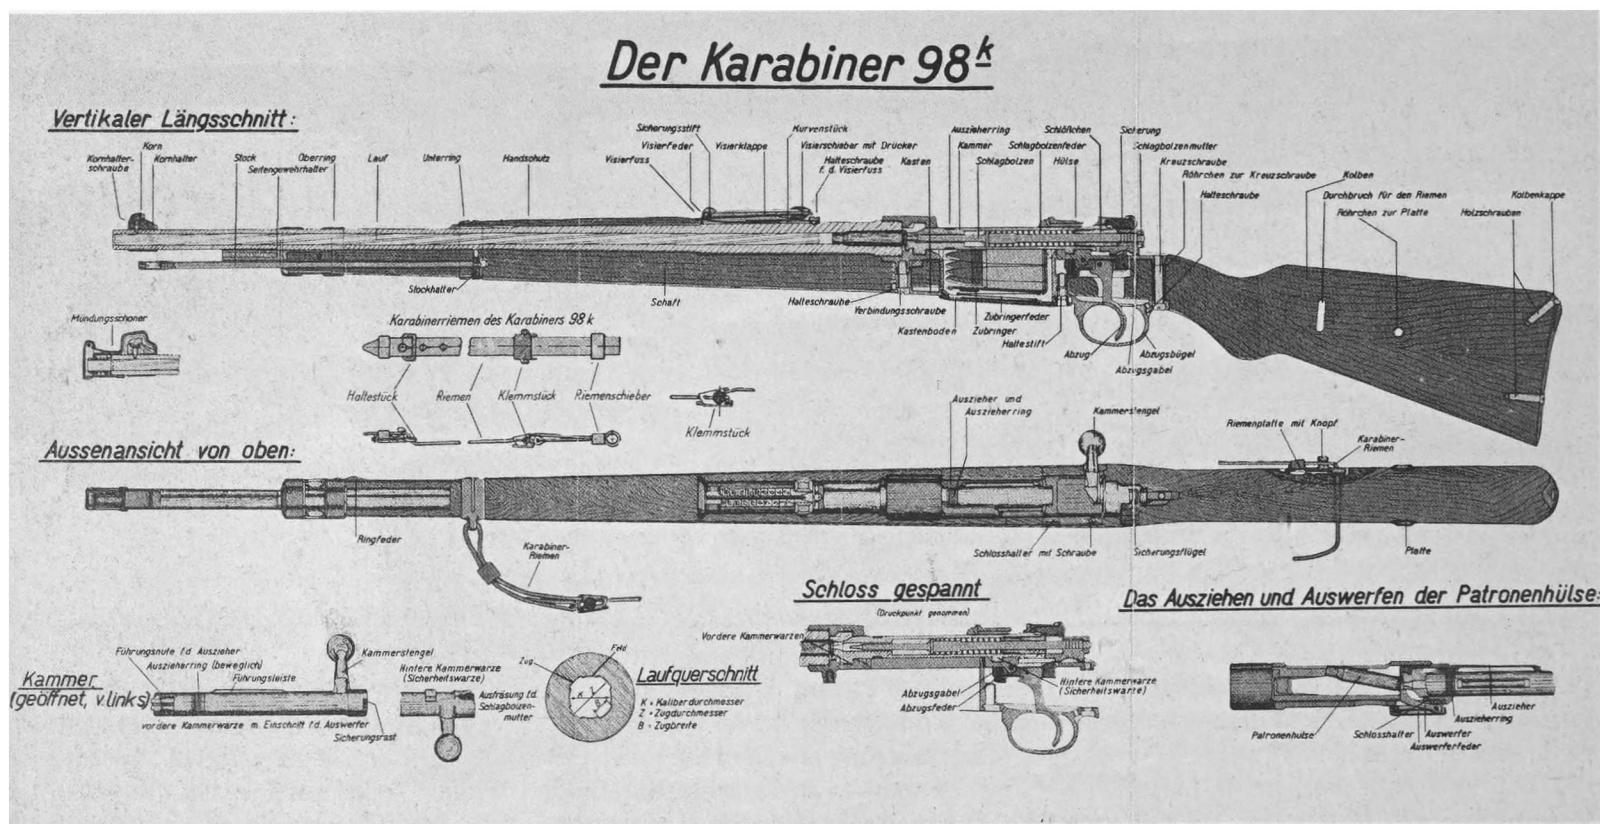 Der Karabiner 98k
Vertikaler Längsschnitt:
Kornhalter-
schraube
Korn
Kornhalter
Stock
Seitengewehrhalter
Oberring
Lauf
Unterring
Handschutz
Sicherungsstift
Visierfeder
Visierfuss
Visierklappe
Kurvenstück
Visierschieber mit Drücker
Halteschraube
f. d. Visierfuss
Kasten
Ausziehering
Kammer
Schlagbolzen
Schlößchen
Schlagbolzenfeder
Hülse
Sicherung
Schlagbolzenmutter
Kreuzschraube
Röhrchen zur Kreuzschraube
Halteschraube
Kolben
Durchbruch für den Riemen
Röhrchen zur Platte
Holzschrauben
Kolbenkappe
Stockhalter
Schaft
Halteschraube
Verbindungsschraube
Kastenboden
Zubringerfeder
Zubringer
Haltestift
Abzug
Abzugsbügel
Abzugsgabel
Mündungsschoner
Karabinerriemen des Karabiners 98 k
Haltestück
Riemen
Klemmstück
Riemenschieber
Klemmstück
Aussenansicht von oben:
Auszieher und
Auszieherring
Kammerstengel
Riemenplatte mit Knopf
Karabiner-
Riemen
Ringfeder
Karabiner-
Riemen
Schlosshalter mit Schraube
Sicherungsflügel
Platte
Kammer
(geöffnet, v. links)
Führungsnute f.d Auszieher
Auszieherring (beweglich)
Führungsleiste
Kammerstengel
vordere Kammerwarze m. Einschnitt f.d. Auswerfer
Sicherungsrast
Hintere Kammerwarze
(Sicherheitswarze)
Ausfräsung f.d.
Schlagbolzen-
mutter
Zug
Feld
K
Z
B
Laufquerschnitt
K = Kaliberdurchmesser
Z = Zugdurchmesser
B = Zugbreite
Schloss gespannt
(Druckpunkt genommen)
Vordere Kammerwarzen
Abzugsgabel
Abzugsfeder
Hintere Kammerwarze
(Sicherheitswarte)
Das Ausziehen und Auswerfen der Patronenhülse:
Patronenhülse
Schlosshalter
Auswerfer
Auswerferfeder
Auszieherring
Auszieher